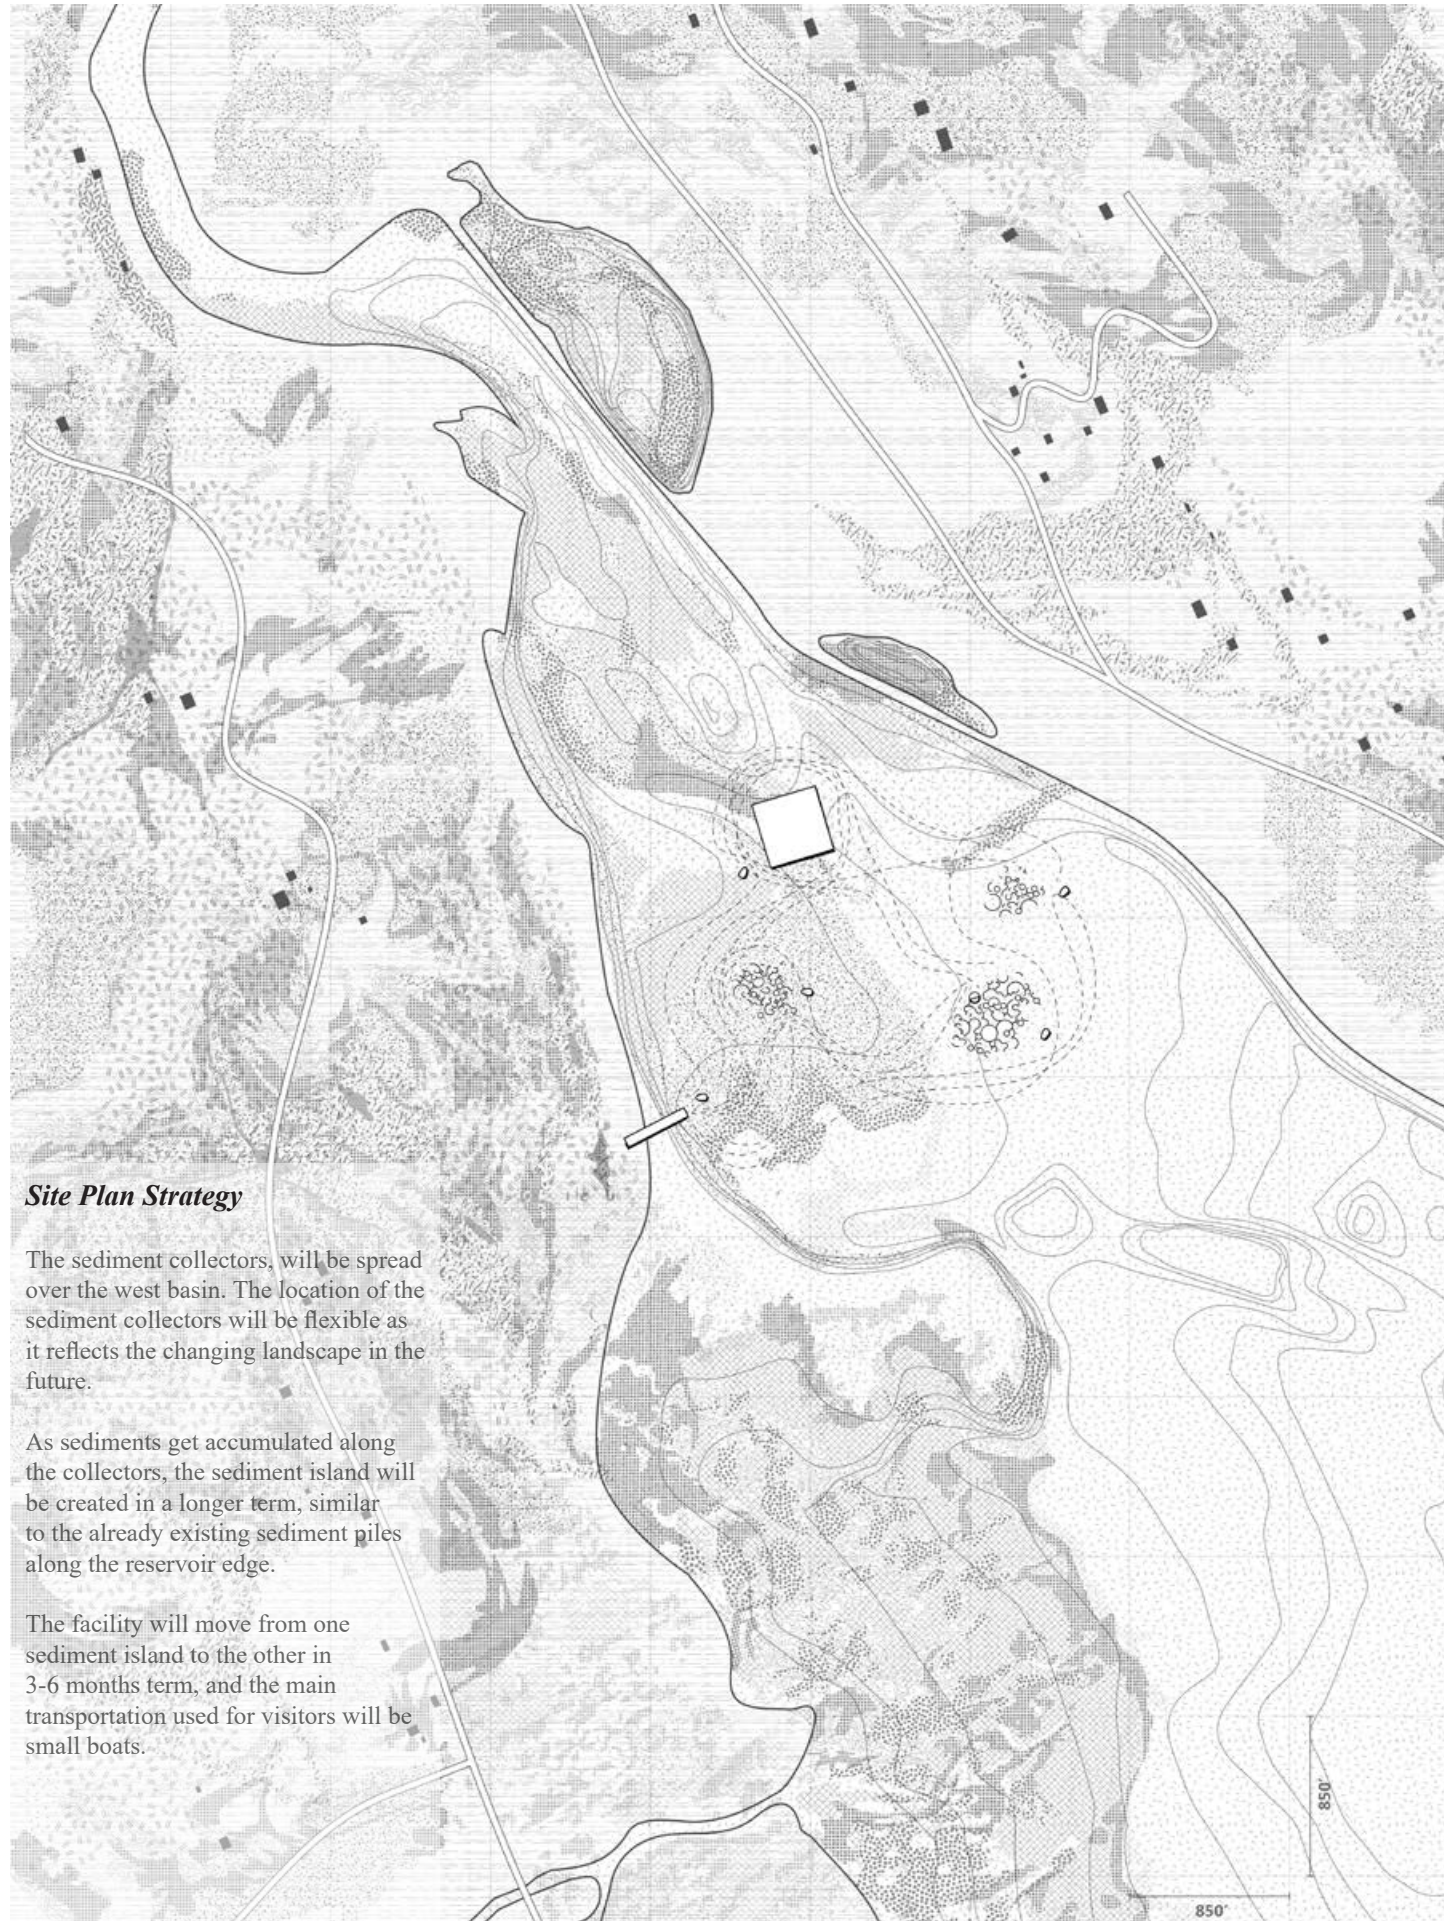 Site Plan Strategy
The sediment collectors, will be spread
over the west basin. The location of the
sediment collectors will be flexible as
it reflects the changing landscape in the
future.
As sediments get accumulated along
the collectors, the sediment island will
be created in a longer term, similar
to the already existing sediment piles
along the reservoir edge.
The facility will move from one
sediment island to the other in
3-6 months term, and the main
transportation used for visitors will be
small boats.
850'
850'